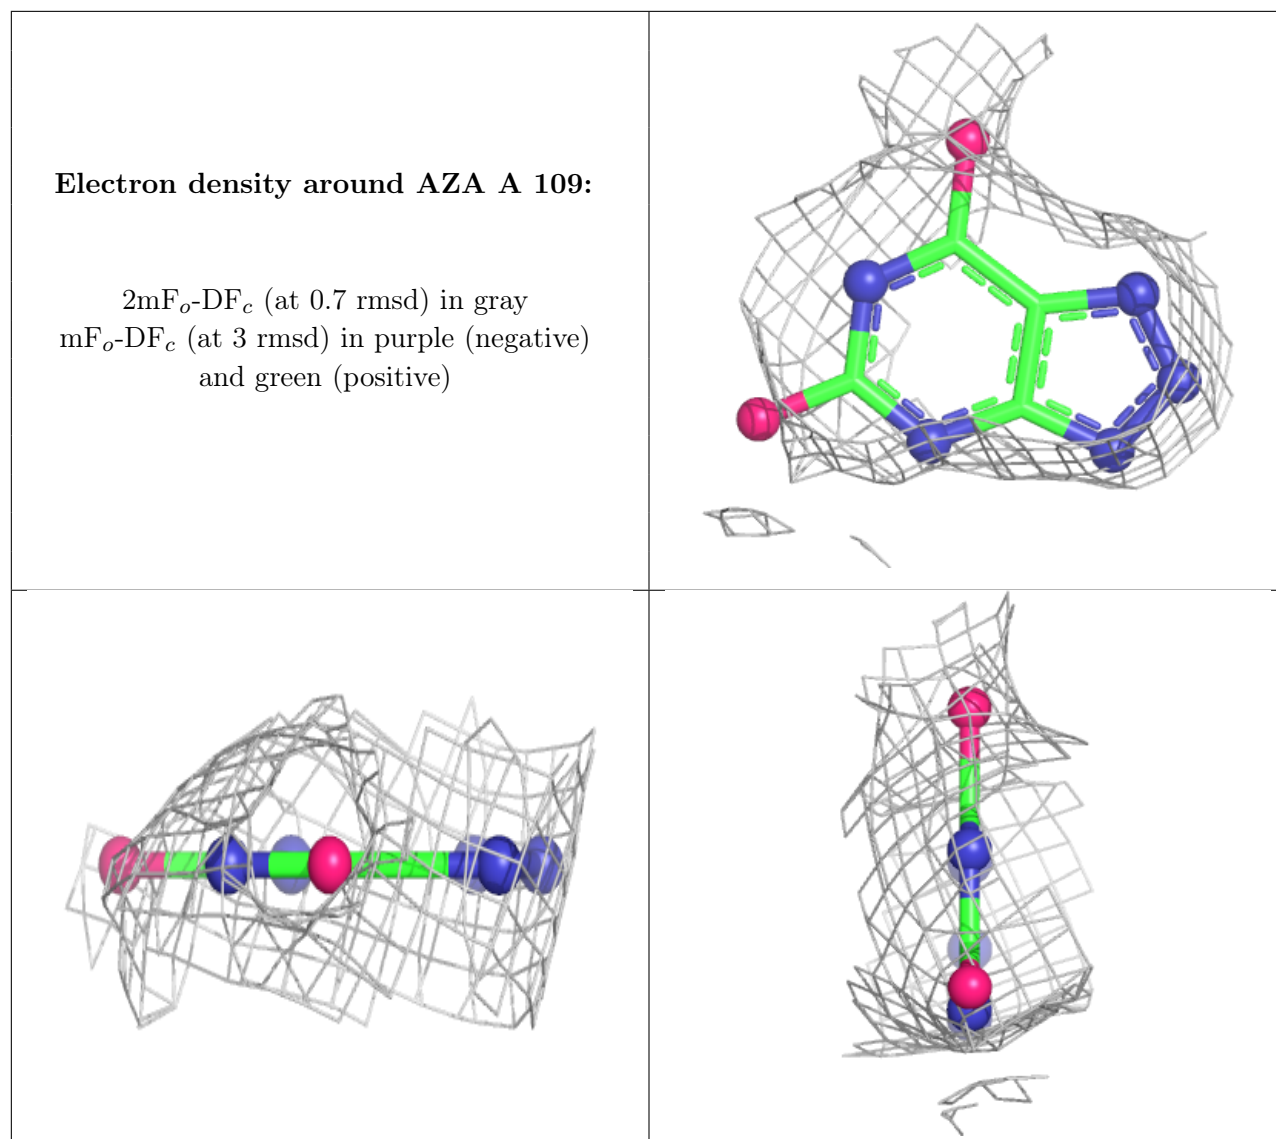 Electron density around AZA A 109:
2mF$_o$-DF$_c$ (at 0.7 rmsd) in gray
mF$_o$-DF$_c$ (at 3 rmsd) in purple (negative)
and green (positive)